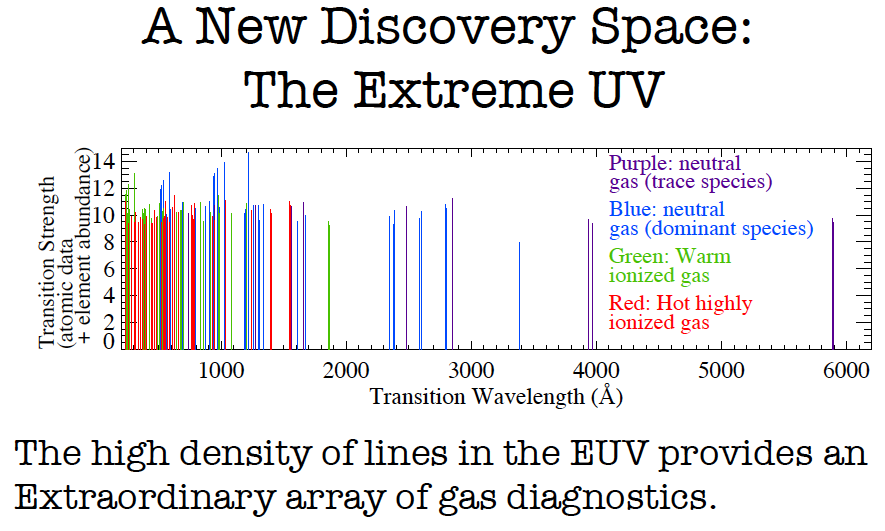 A New Discovery Space:
The Extreme UV
Transition Strength
(atomic data
+ element abundance)
14
12
10
8
6
4
2
0
Purple: neutral
gas (trace species)
Blue: neutral
gas (dominant species)
Green: Warm
ionized gas
Red: Hot highly
ionized gas
1000 2000 3000 4000 5000 6000
Transition Wavelength (Å)
The high density of lines in the EUV provides an
Extraordinary array of gas diagnostics.